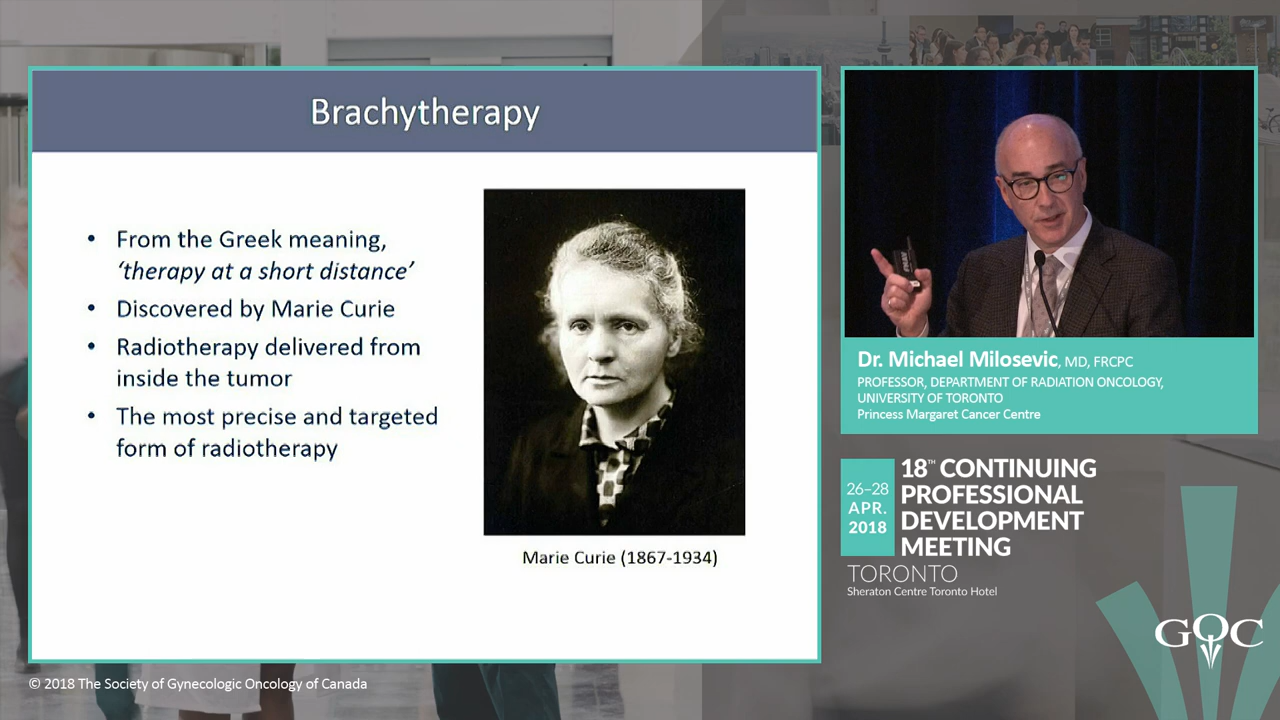 Brachytherapy
• From the Greek meaning,
‘therapy at a short distance’
• Discovered by Marie Curie
• Radiotherapy delivered from
inside the tumor
• The most precise and targeted
form of radiotherapy
Marie Curie (1867-1934)
Dr. Michael Milosevic, MD, FRCPC
PROFESSOR, DEPARTMENT OF RADIATION ONCOLOGY,
UNIVERSITY OF TORONTO
Princess Margaret Cancer Centre
26–28
APR.
2018
18TH CONTINUING
PROFESSIONAL
DEVELOPMENT
MEETING
TORONTO
Sheraton Centre Toronto Hotel
GOC
© 2018 The Society of Gynecologic Oncology of Canada